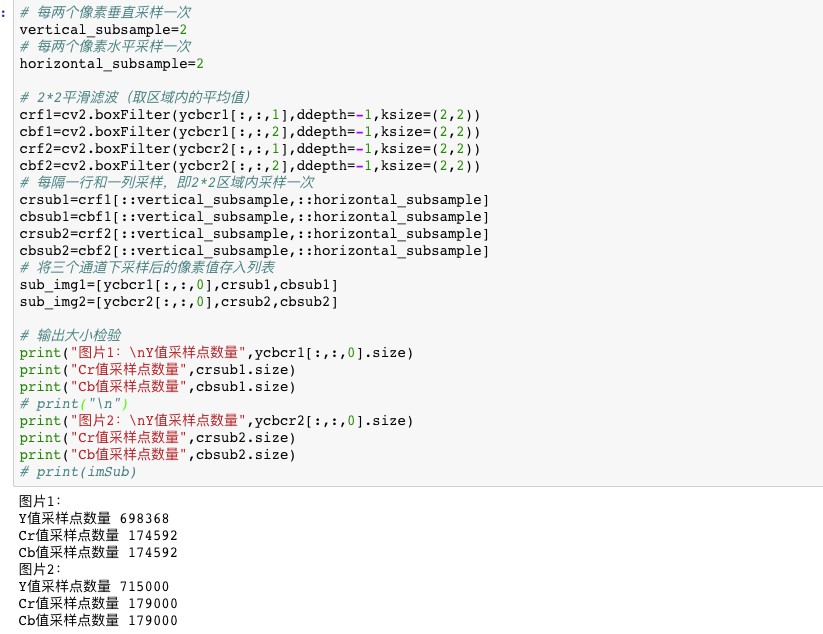 :
# 每两个像素垂直采样一次
vertical_subsample=2
# 每两个像素水平采样一次
horizontal_subsample=2
# 2*2平滑滤波（取区域内的平均值）
crf1=cv2.boxFilter(ycbcr1[:,:,1],ddepth=-1,ksize=(2,2))
cbf1=cv2.boxFilter(ycbcr1[:,:,2],ddepth=-1,ksize=(2,2))
crf2=cv2.boxFilter(ycbcr2[:,:,1],ddepth=-1,ksize=(2,2))
cbf2=cv2.boxFilter(ycbcr2[:,:,2],ddepth=-1,ksize=(2,2))
# 每隔一行和一列采样，即2*2区域内采样一次
crsub1=crf1[::vertical_subsample,::horizontal_subsample]
cbsub1=cbf1[::vertical_subsample,::horizontal_subsample]
crsub2=crf2[::vertical_subsample,::horizontal_subsample]
cbsub2=cbf2[::vertical_subsample,::horizontal_subsample]
# 将三个通道下采样后的像素值存入列表
sub_img1=[ycbcr1[:,:,0],crsub1,cbsub1]
sub_img2=[ycbcr2[:,:,0],crsub2,cbsub2]
# 输出大小检验
print("图片1：\nY值采样点数量",ycbcr1[:,:,0].size)
print("Cr值采样点数量",crsub1.size)
print("Cb值采样点数量",cbsub1.size)
# print("\n")
print("图片2：\nY值采样点数量",ycbcr2[:,:,0].size)
print("Cr值采样点数量",crsub2.size)
print("Cb值采样点数量",cbsub2.size)
# print(imSub)
图片1：
Y值采样点数量 698368
Cr值采样点数量 174592
Cb值采样点数量 174592
图片2：
Y值采样点数量 715000
Cr值采样点数量 179000
Cb值采样点数量 179000